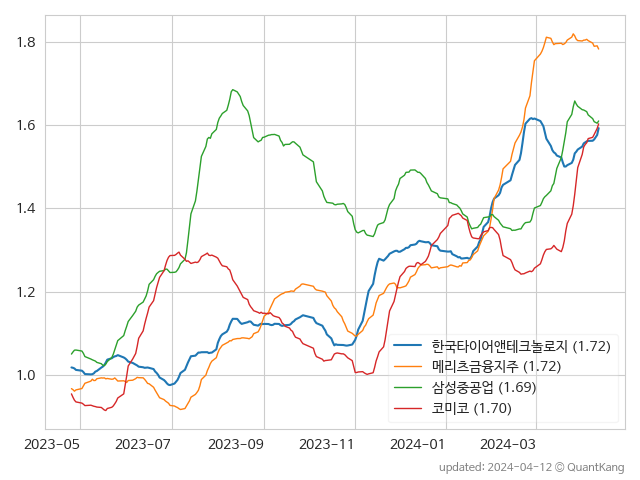 1.8
1.6
1.4
1.2
1.0
한국타이어앤테크놀로지 (1.72)
메리츠금융지주 (1.72)
삼성중공업 (1.69)
코미코 (1.70)
2023-05 2023-07 2023-09 2023-11 2024-01 2024-03
updated: 2024-04-12 © QuantKang